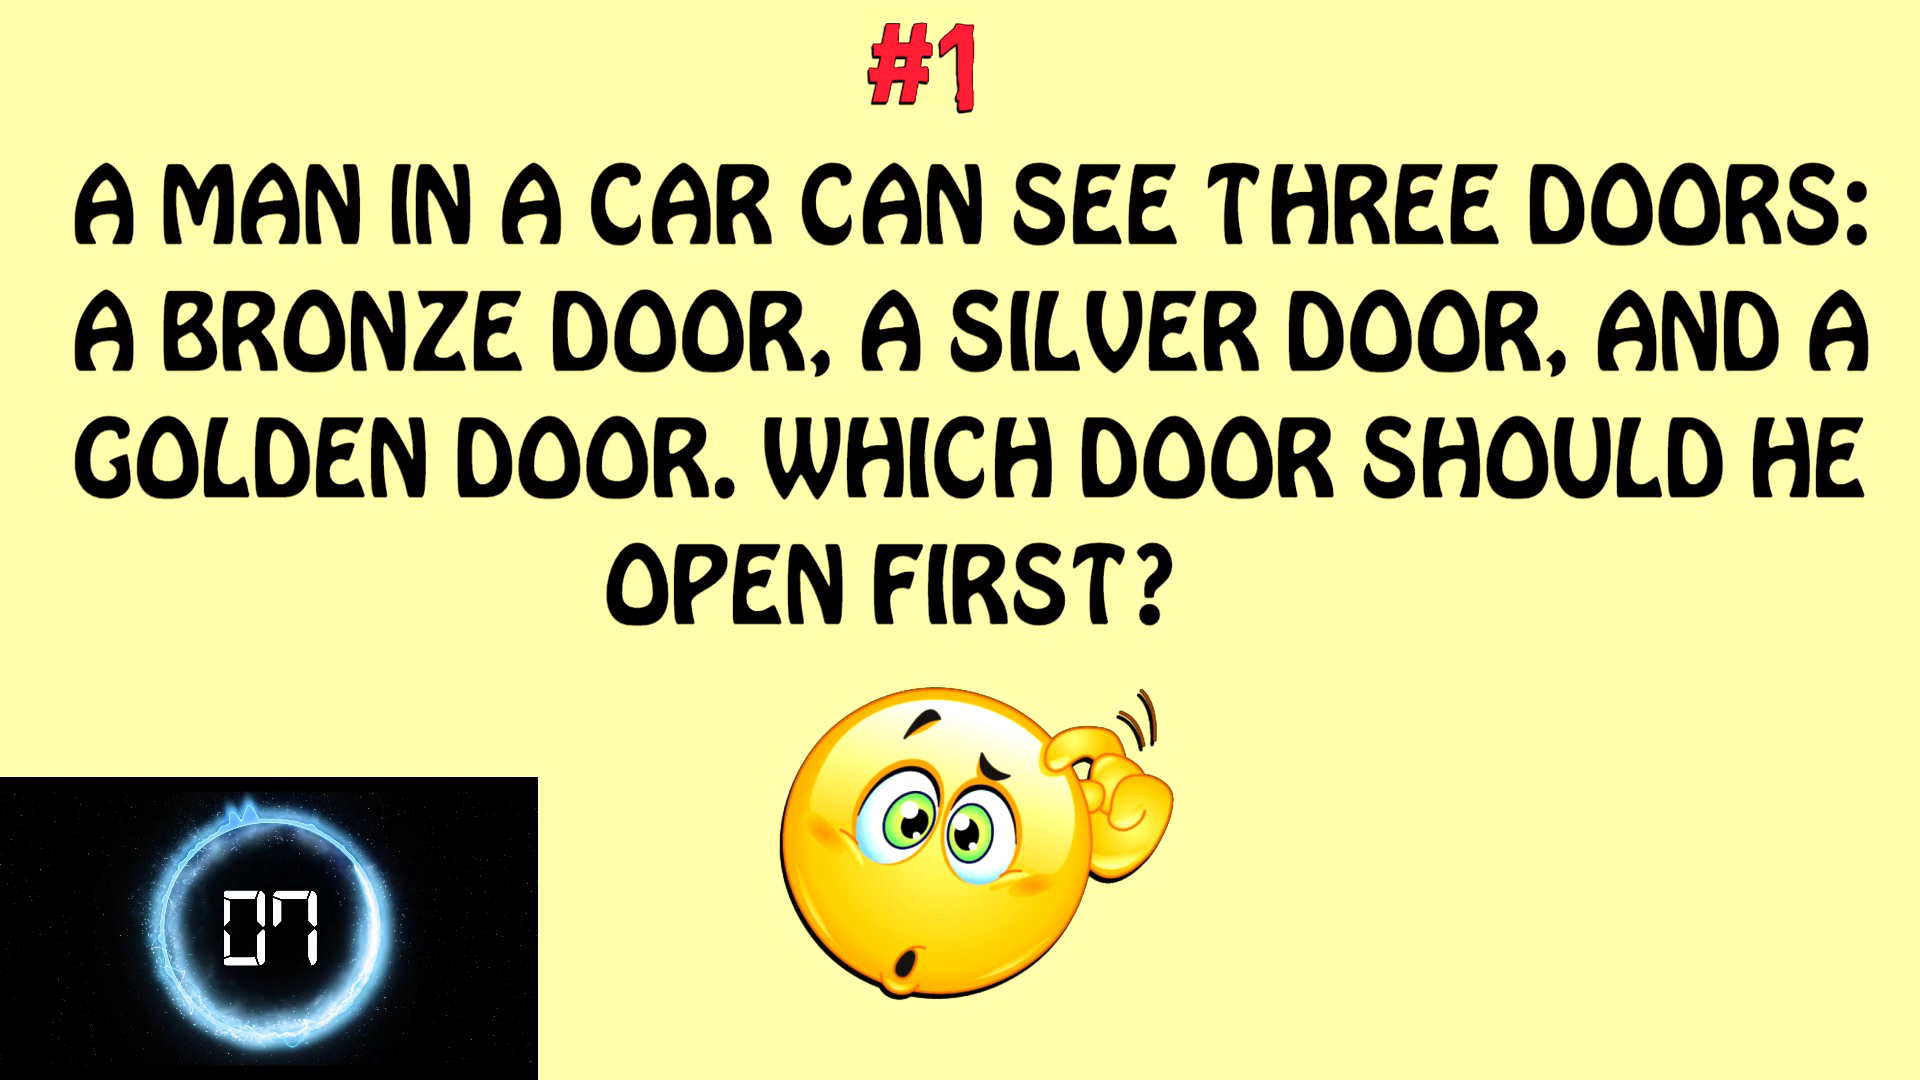 #1
A MAN IN A CAR CAN SEE THREE DOORS:
A BRONZE DOOR, A SILVER DOOR, AND A
GOLDEN DOOR. WHICH DOOR SHOULD HE
OPEN FIRST?
07